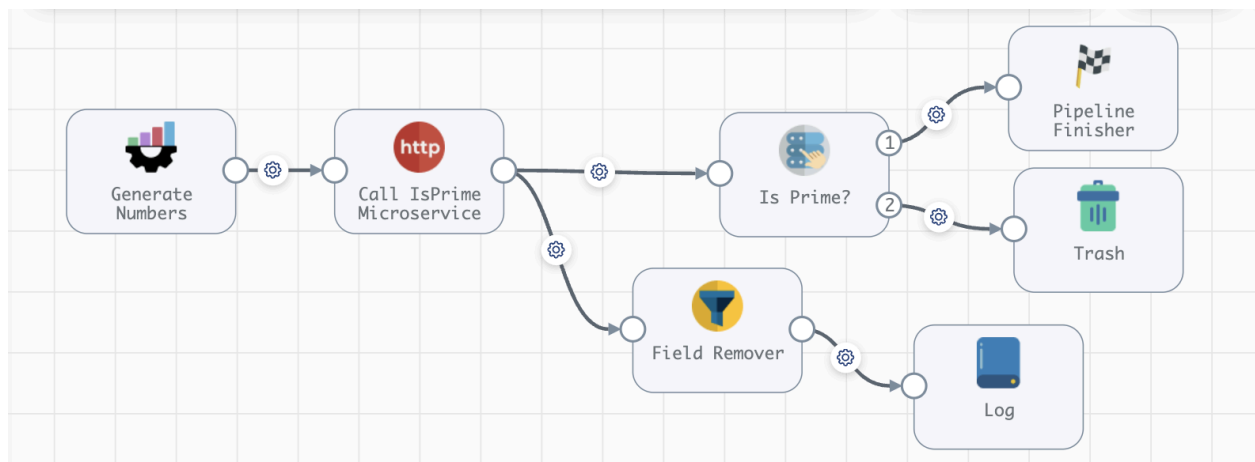 Generate
Numbers
http
Call IsPrime
Microservice
Is Prime?
1
2
Pipeline
Finisher
Trash
Field Remover
Log